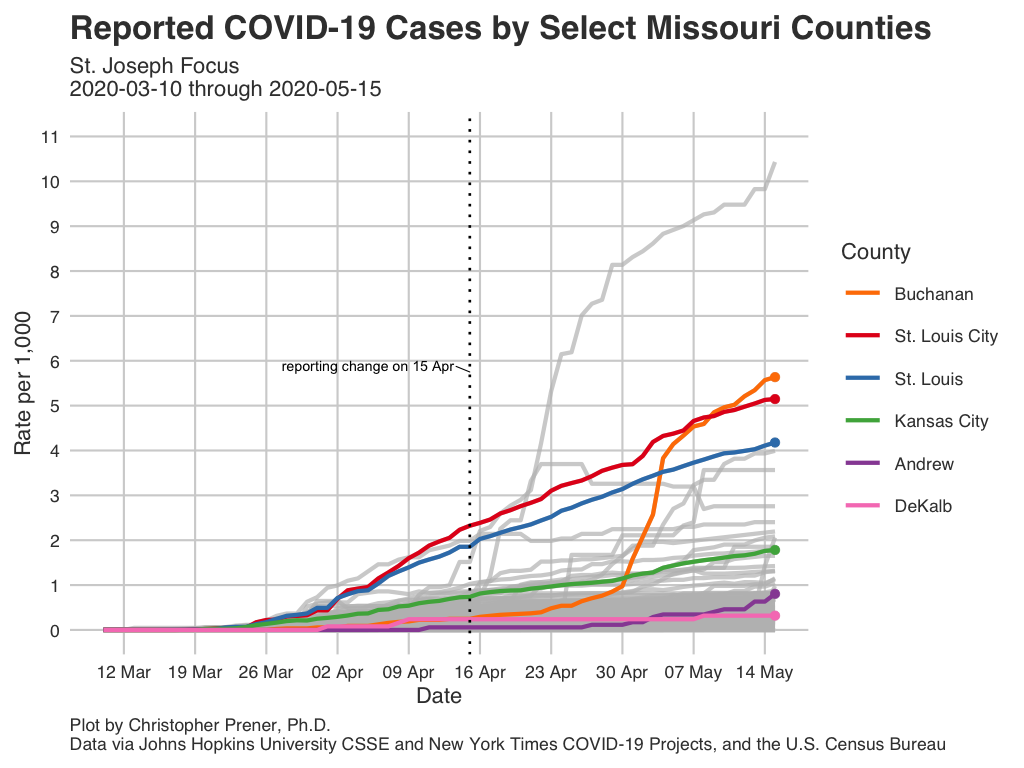 Reported COVID-19 Cases by Select Missouri Counties
St. Joseph Focus
2020-03-10 through 2020-05-15
11
10
9
8
7
6
5
4
3
2
1
0
Rate per 1,000
reporting change on 15 Apr
12 Mar
19 Mar
26 Mar
02 Apr
09 Apr
16 Apr
23 Apr
30 Apr
07 May
14 May
Date
County
Buchanan
St. Louis City
St. Louis
Kansas City
Andrew
DeKalb
Plot by Christopher Prener, Ph.D.
Data via Johns Hopkins University CSSE and New York Times COVID-19 Projects, and the U.S. Census Bureau